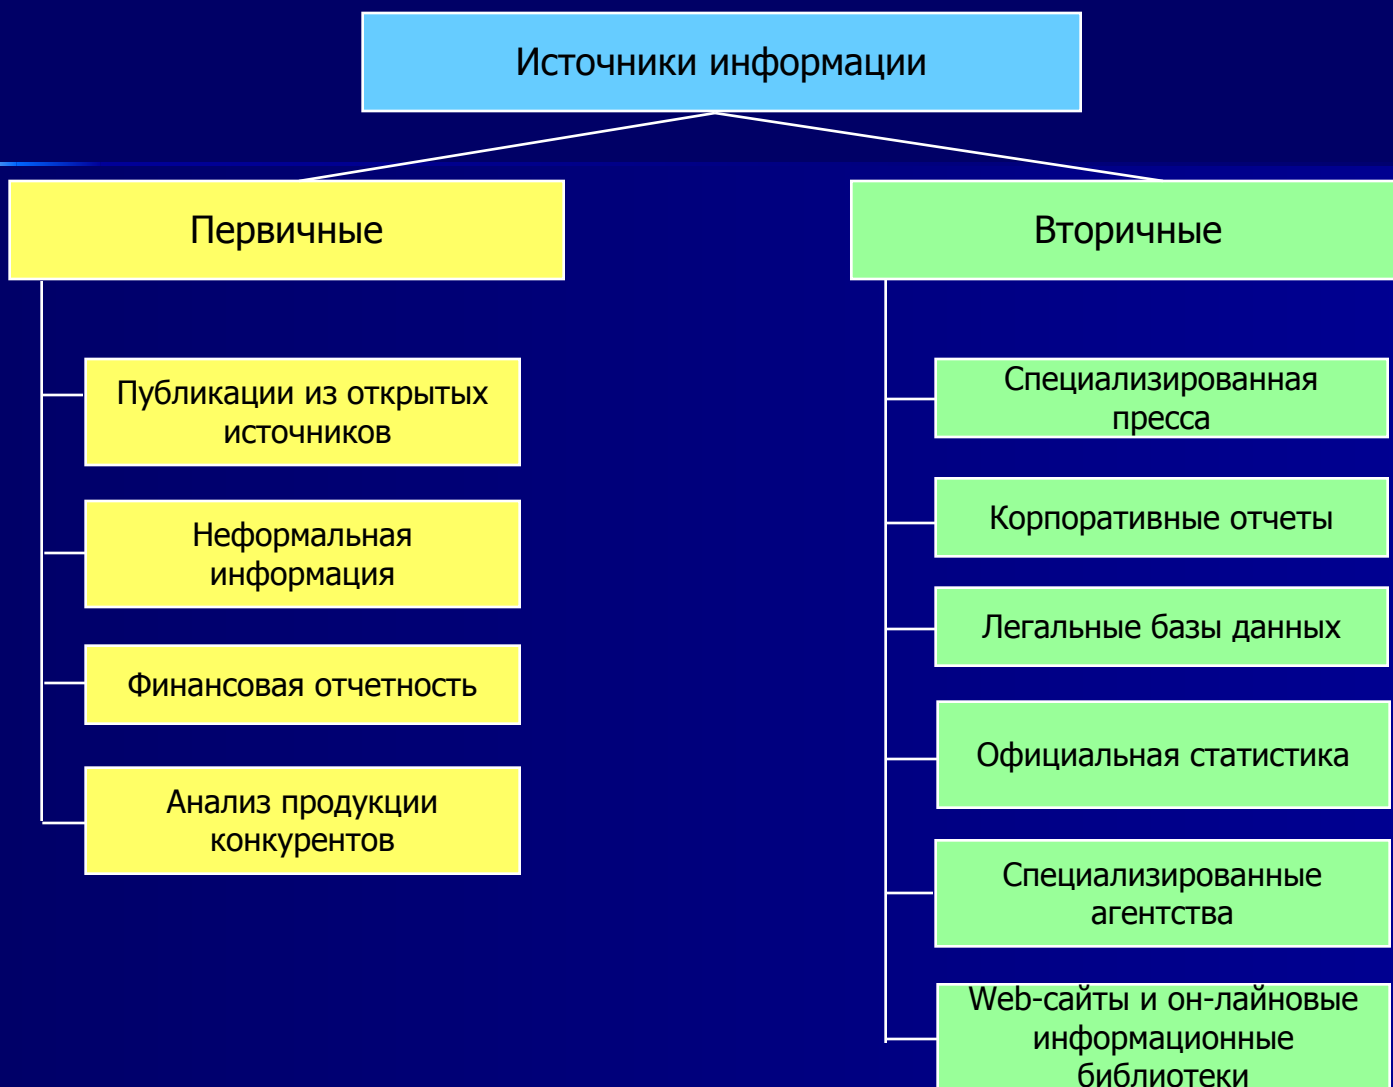 Источники информации
Первичные
Публикации из открытых
источников
Неформальная
информация
Финансовая отчетность
Анализ продукции
конкурентов
Вторичные
Специализированная
пресса
Корпоративные отчеты
Легальные базы данных
Официальная статистика
Специализированные
агентства
Web-сайты и он-лайновые
информационные
библиотеки